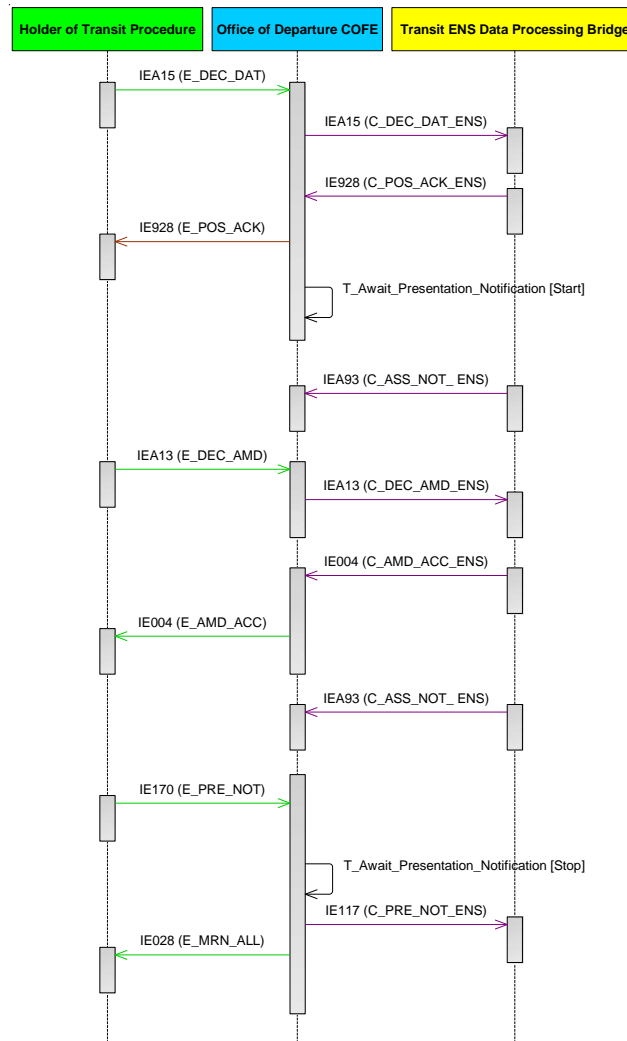 Holder of Transit Procedure
Office of Departure COFE
Transit ENS Data Processing Bridge
IEA15 (E_DEC_DAT)
IEA15 (C_DEC_DAT_ENS)
IE928 (C_POS_ACK_ENS)
IE928 (E_POS_ACK)
T_Await_Presentation_Notification [Start]
IEA93 (C_ASS_NOT_ ENS)
IEA13 (E_DEC_AMD)
IEA13 (C_DEC_AMD_ENS)
IE004 (C_AMD_ACC_ENS)
IE004 (E_AMD_ACC)
IEA93 (C_ASS_NOT_ ENS)
IE170 (E_PRE_NOT)
T_Await_Presentation_Notification [Stop]
IE117 (C_PRE_NOT_ENS)
IE028 (E_MRN_ALL)